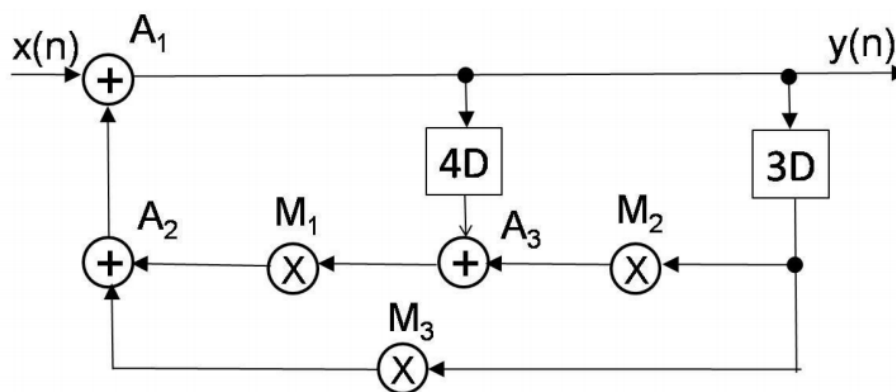 x(n) A₁ y(n)
+
4D 3D
A₂ M₁ A₃ M₂
+ X + X
M₃
X